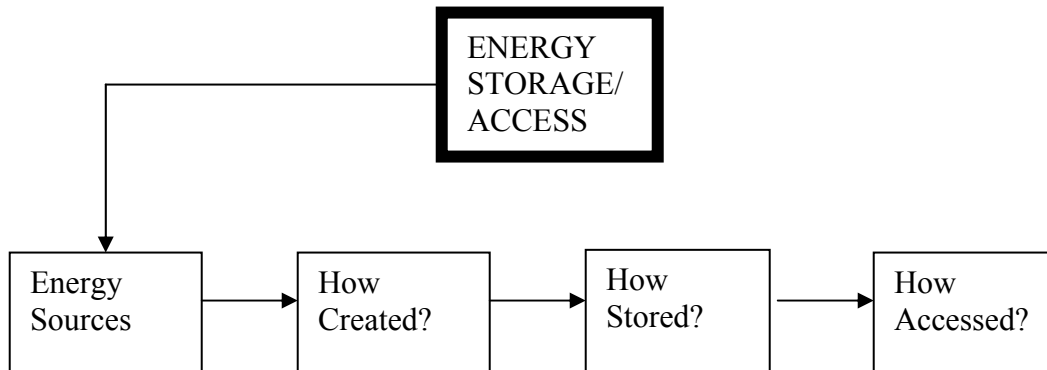 ENERGY
STORAGE/
ACCESS
Energy
Sources
How
Created?
How
Stored?
How
Accessed?